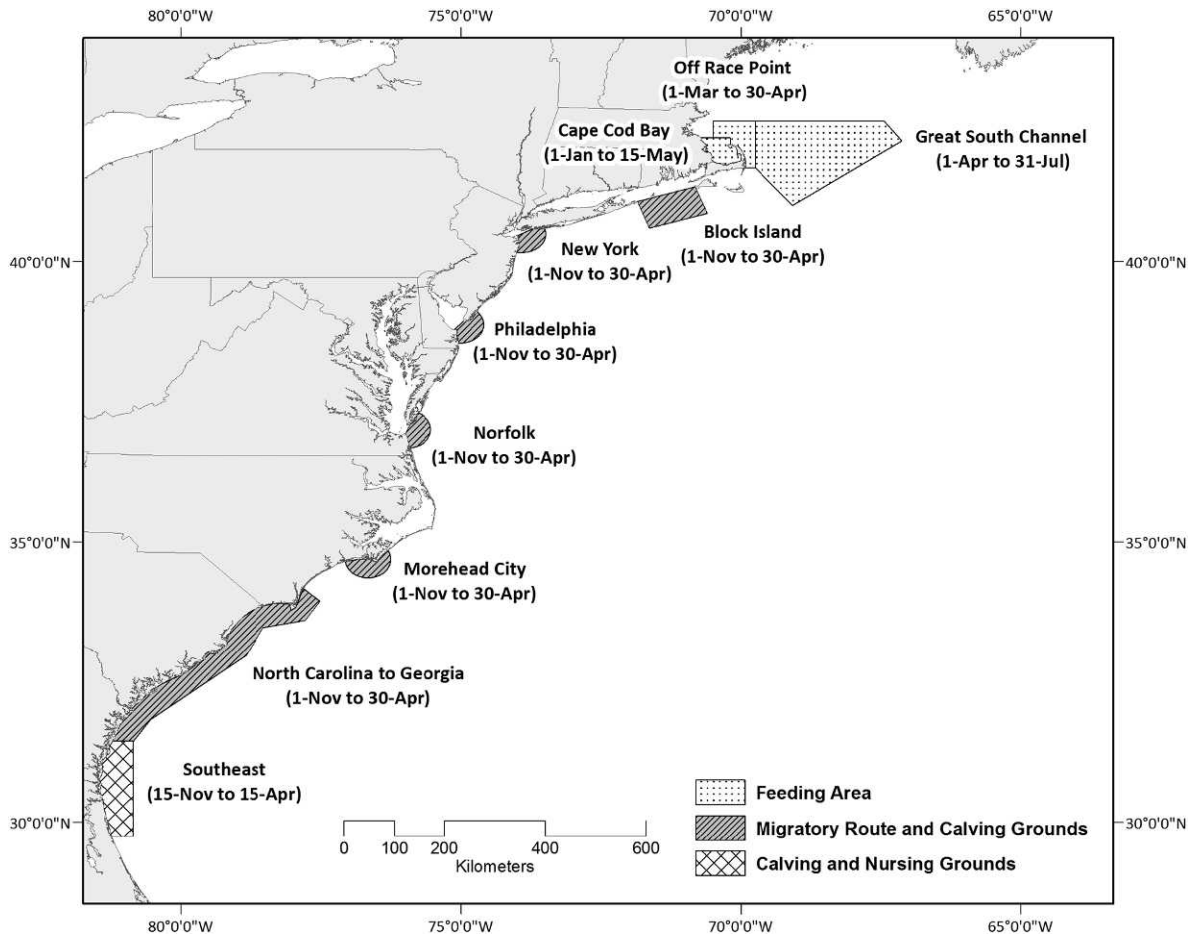 80°0'0"W
75°0'0"W
70°0'0"W
65°0'0"W
Off Race Point
(1-Mar to 30-Apr)
Cape Cod Bay
(1-Jan to 15-May)
Great South Channel
(1-Apr to 31-Jul)
Block Island
(1-Nov to 30-Apr)
New York
(1-Nov to 30-Apr)
40°0'0"N
40°0'0"N
Philadelphia
(1-Nov to 30-Apr)
Norfolk
(1-Nov to 30-Apr)
35°0'0"N
35°0'0"N
Morehead City
(1-Nov to 30-Apr)
North Carolina to Georgia
(1-Nov to 30-Apr)
Southeast
(15-Nov to 15-Apr)
30°0'0"N
30°0'0"N
0 100 200 400 600
Kilometers
Feeding Area
Migratory Route and Calving Grounds
Calving and Nursing Grounds
80°0'0"W
75°0'0"W
70°0'0"W
65°0'0"W